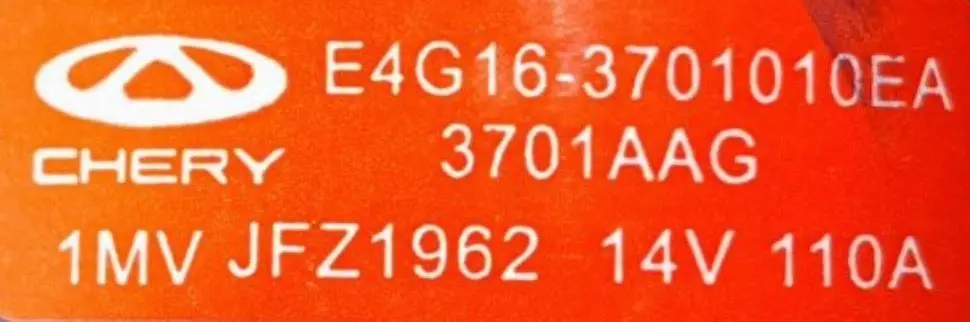 E4G16-3701010EA
CHERY 3701AAG
1MV JFZ1962 14V 110A